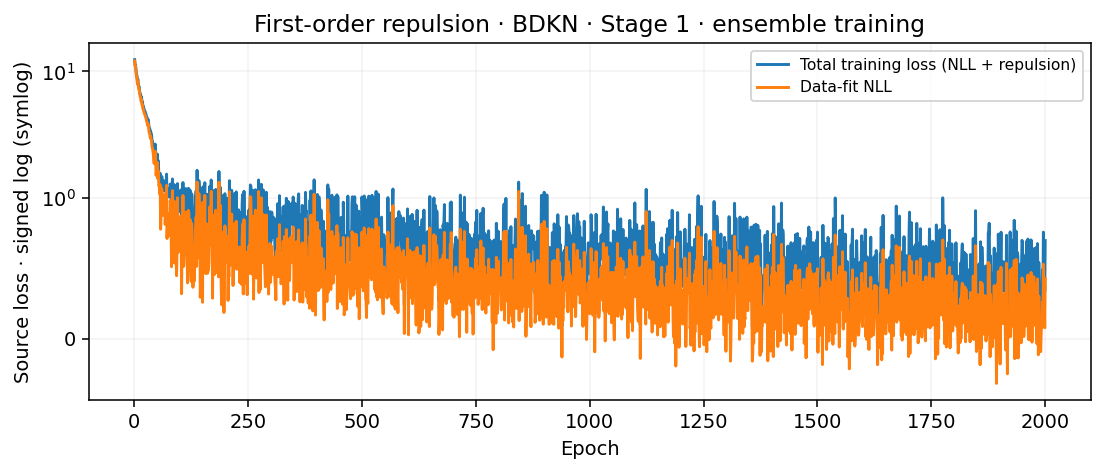 First-order repulsion · BDKN · Stage 1 · ensemble training
Source loss · signed log (symlog)
10¹
10⁰
0
Total training loss (NLL + repulsion)
Data-fit NLL
0 250 500 750 1000 1250 1500 1750 2000
Epoch